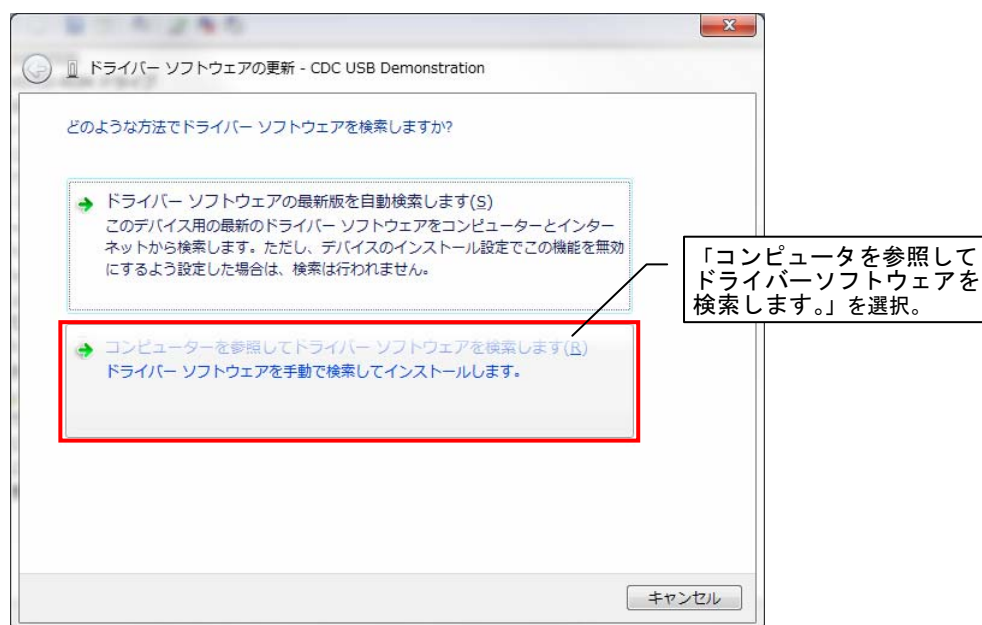 ドライバー ソフトウェアの更新 - CDC USB Demonstration
どのような方法でドライバー ソフトウェアを検索しますか?
ドライバー ソフトウェアの最新版を自動検索します(S)
このデバイス用の最新のドライバー ソフトウェアをコンピューターとインター
ネットから検索します。ただし、デバイスのインストール設定でこの機能を無効
にするよう設定した場合は、検索は行われません。
コンピューターを参照してドライバー ソフトウェアを検索します(R)
ドライバー ソフトウェアを手動で検索してインストールします。
「コンピュータを参照して
ドライバーソフトウェアを
検索します。」を選択。
キャンセル